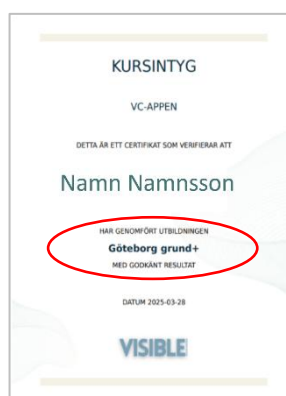 KURSINTYG
VC-APPEN
DETTA ÄR ETT CERTIFIKAT SOM VERIFIERAR ATT
Namn Namnsson
HAR GENOMFÖRT UTBILDNINGEN
Göteborg grund+
MED GODKÄNT RESULTAT
DATUM 2025-03-28
VISIBLE